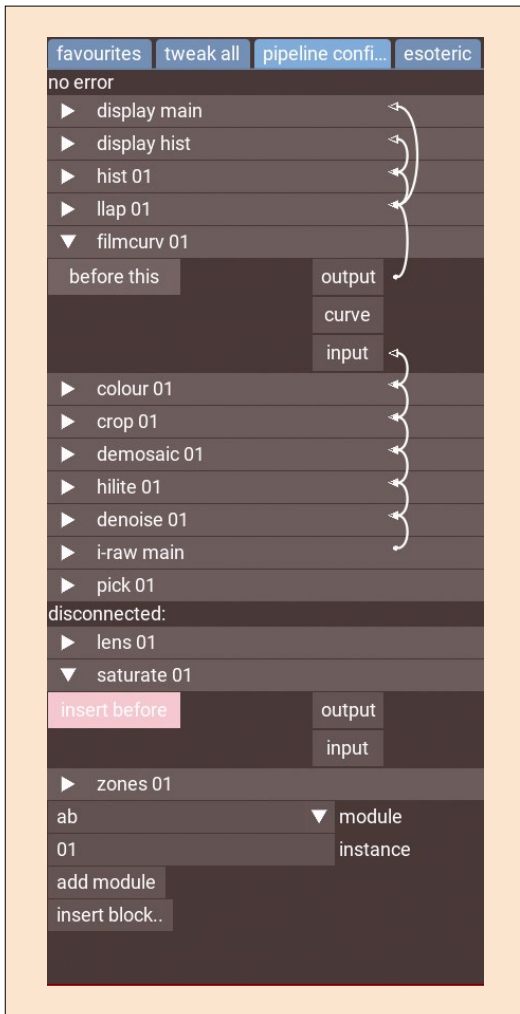 favourites tweak all pipeline confi... esoteric
no error
display main
display hist
hist 01
llap 01
filmcurv 01
before this output
curve
input
colour 01
crop 01
demosaic 01
hilite 01
denoise 01
i-raw main
pick 01
disconnected:
lens 01
saturate 01
insert before output
input
zones 01
ab module
01 instance
add module
insert block..